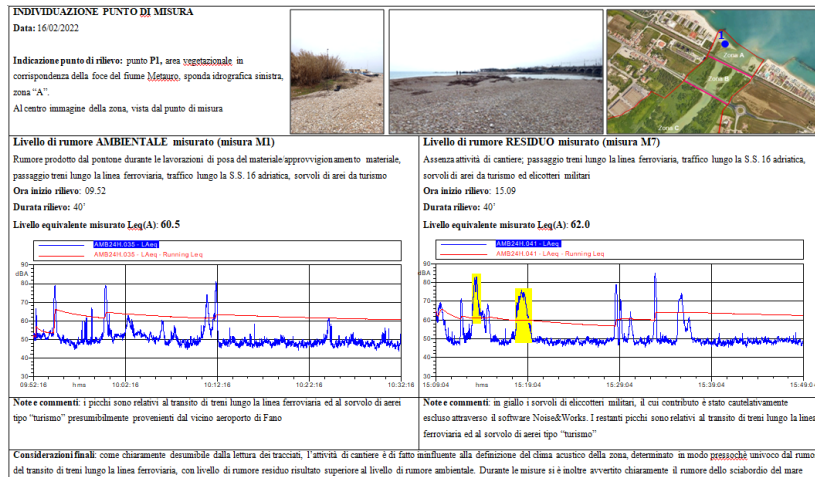 INDIVIDUAZIONE PUNTO DI MISURA
Data: 16/02/2022
Indicazione punto di rilievo: punto P1, area vegetazionale in
corrispondenza della foce del fiume Metauro, sponda idrografica sinistra,
zona “A”.
Al centro immagine della zona, vista dal punto di misura
1
Zona A
Zona B
Zona C
Livello di rumore AMBIENTALE misurato (misura M1)
Rumore prodotto dal pontone durante le lavorazioni di posa del materiale/approvvigionamento materiale,
passaggio treni lungo la linea ferroviaria, traffico lungo la S.S. 16 adriatica, sorvoli di arei da turismo
Ora inizio rilievo: 09.52
Durata rilievo: 40’
Livello equivalente misurato Leq(A): 60.5
AMB24H.035 - LAeq
AMB24H.035 - LAeq - Running Leq
90
dBA
80
70
60
50
40
30
09:52:16 hms 10:02:16 10:12:16 10:22:16 10:32:16
Note e commenti: i picchi sono relativi al transito di treni lungo la linea ferroviaria ed al sorvolo di aerei
tipo “turismo” presumibilmente provenienti dal vicino aeroporto di Fano
Livello di rumore RESIDUO misurato (misura M7)
Assenza attività di cantiere; passaggio treni lungo la linea ferroviaria, traffico lungo la S.S. 16 adriatica,
sorvoli di arei da turismo ed elicotteri militari
Ora inizio rilievo: 15.09
Durata rilievo: 40’
Livello equivalente misurato Leq(A): 62.0
AMB24H.041 - LAeq
AMB24H.041 - LAeq - Running Leq
90
dBA
80
70
60
50
40
30
15:09:04 hms 15:19:04 15:29:04 15:39:04 15:49:0
Note e commenti: in giallo i sorvoli di eliccotteri militari, il cui contributo è stato cautelativamente
escluso attraverso il software Noise&Works. I restanti picchi sono relativi al transito di treni lungo la linea
ferroviaria ed al sorvolo di aerei tipo “turismo”
Considerazioni finali: come chiaramente desumibile dalla lettura dei tracciati, l’attività di cantiere è di fatto ininfluente alla definizione del clima acustico della zona, determinato in modo pressochè univoco dal rumo
del transito di treni lungo la linea ferroviaria, con livello di rumore residuo risultato superiore al livello di rumore ambientale. Durante le misure si è inoltre avvertito chiaramente il rumore dello sciabordio del mare